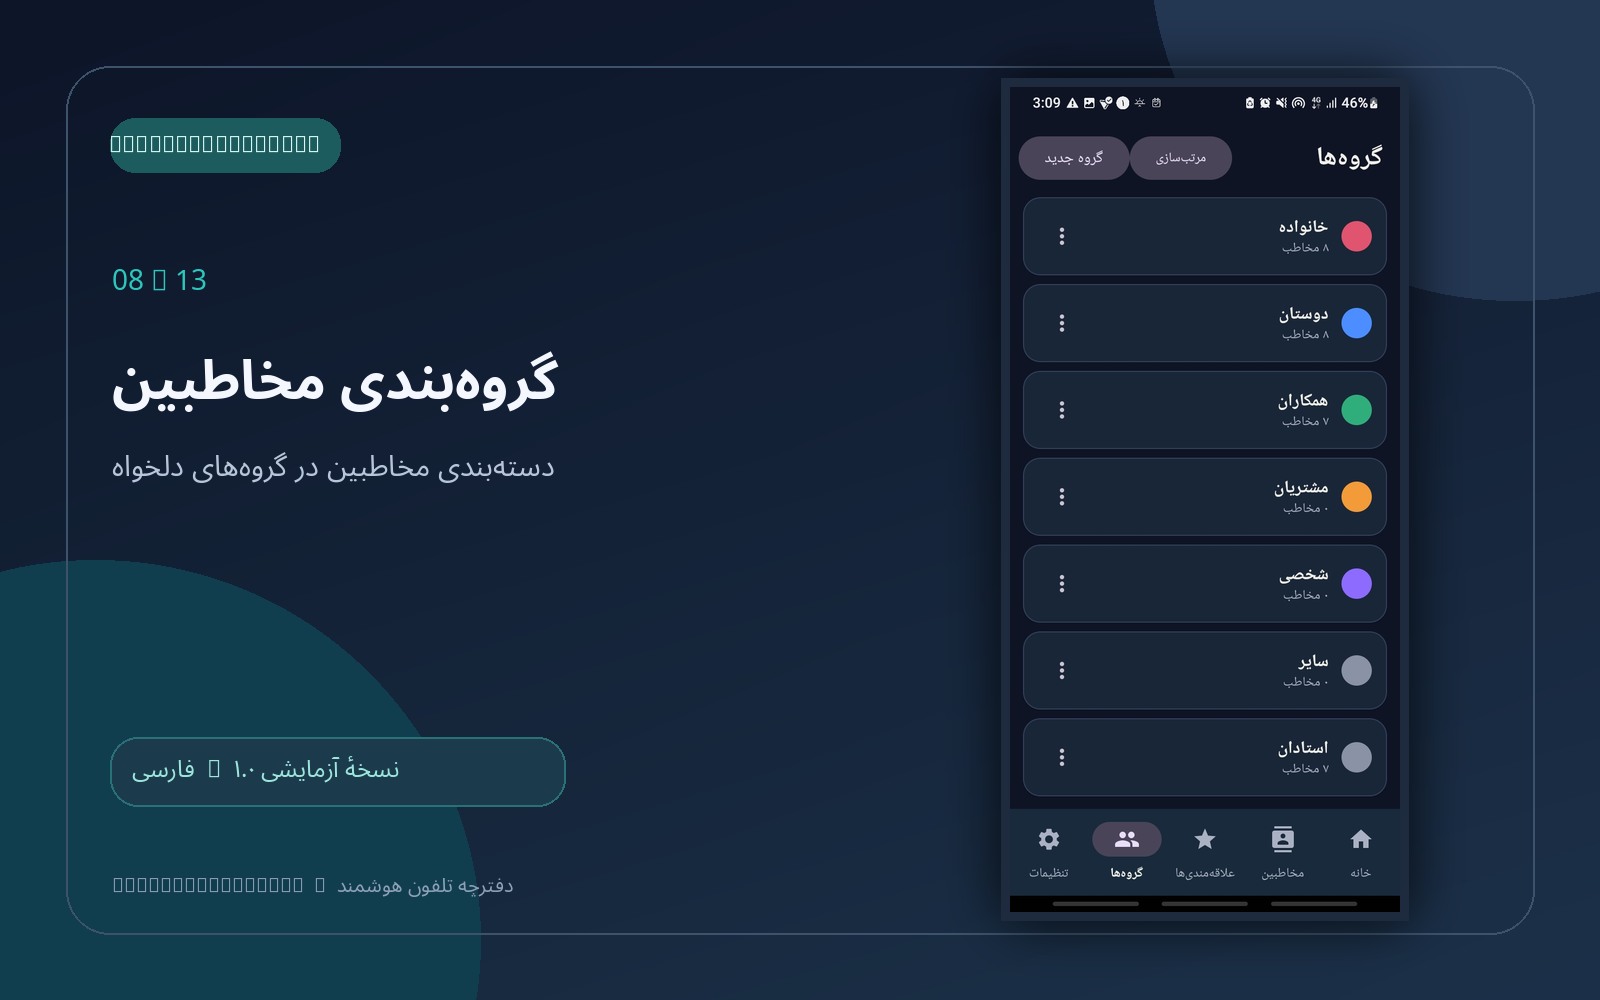 08 13
گروه‌بندی مخاطبین
دسته‌بندی مخاطبین در گروه‌های دلخواه
نسخهٔ آزمایشی ۱.۰ فارسی
دفترچه تلفون هوشمند
3:09
4G
46%
گروه‌ها
مرتب‌سازی
گروه جدید
خانواده
۸ مخاطب
دوستان
۸ مخاطب
همکاران
۷ مخاطب
مشتریان
۰ مخاطب
شخصی
۰ مخاطب
سایر
۰ مخاطب
استادان
۷ مخاطب
خانه
مخاطبین
علاقه‌مندی‌ها
گروه‌ها
تنظیمات